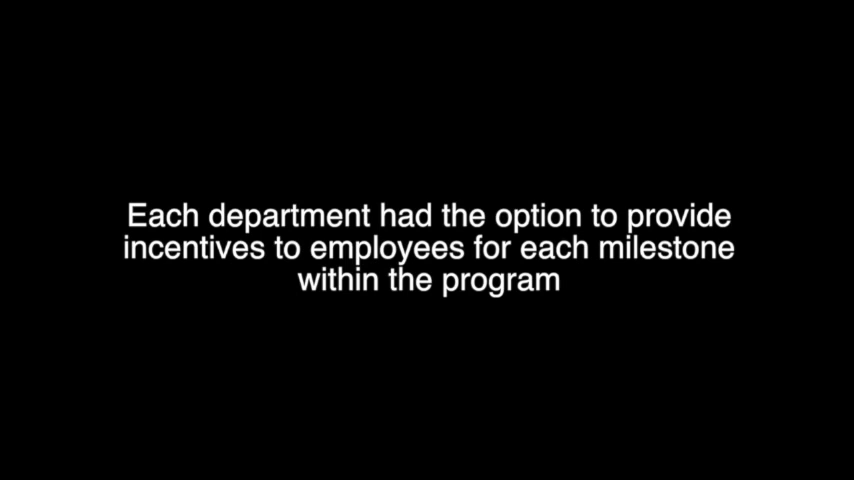 Each department had the option to provide
incentives to employees for each milestone
within the program